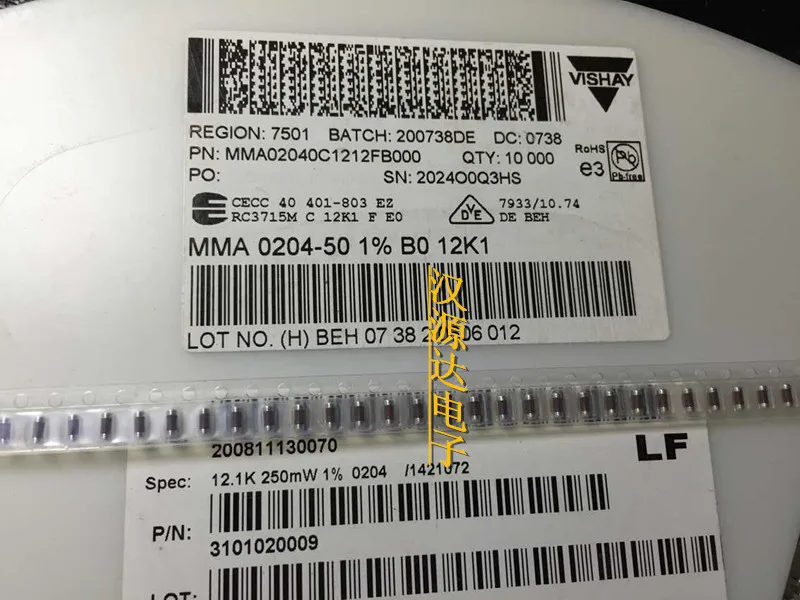 VISHAY
REGION: 7501 BATCH: 200738DE DC: 0738
PN: MMA02040C1212FB000 QTY: 10 000
RoHS
e3
Pb-free
PO: SN: 2024O0Q3HS
CECC 40 401-803 EZ
RC3715M C 12K1 F E0
DVE
7933/10.74
DE BEH
MMA 0204-50 1% B0 12K1
LOT NO. (H) BEH 07 38 06 012
汉源达电子
200811130070
LF
Spec: 12.1K 250mW 1% 0204
P/N:
3101020009
LOT: